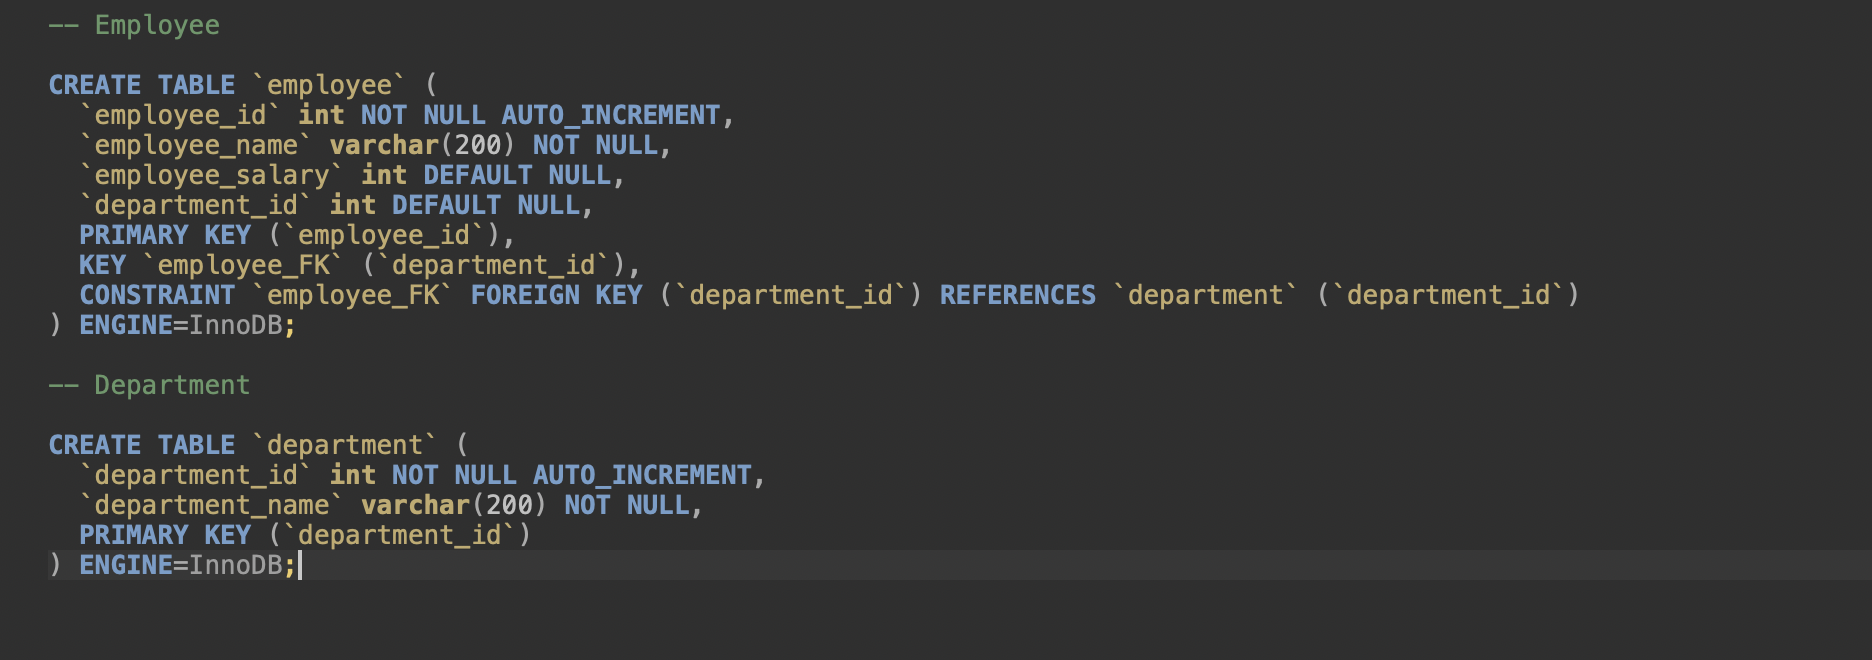 -- Employee
CREATE TABLE `employee` (
`employee_id` int NOT NULL AUTO_INCREMENT,
`employee_name` varchar(200) NOT NULL,
`employee_salary` int DEFAULT NULL,
`department_id` int DEFAULT NULL,
PRIMARY KEY (`employee_id`),
KEY `employee_FK` (`department_id`),
CONSTRAINT `employee_FK` FOREIGN KEY (`department_id`) REFERENCES `department` (`department_id`)
) ENGINE=InnoDB;
-- Department
CREATE TABLE `department` (
`department_id` int NOT NULL AUTO_INCREMENT,
`department_name` varchar(200) NOT NULL,
PRIMARY KEY (`department_id`)
) ENGINE=InnoDB;